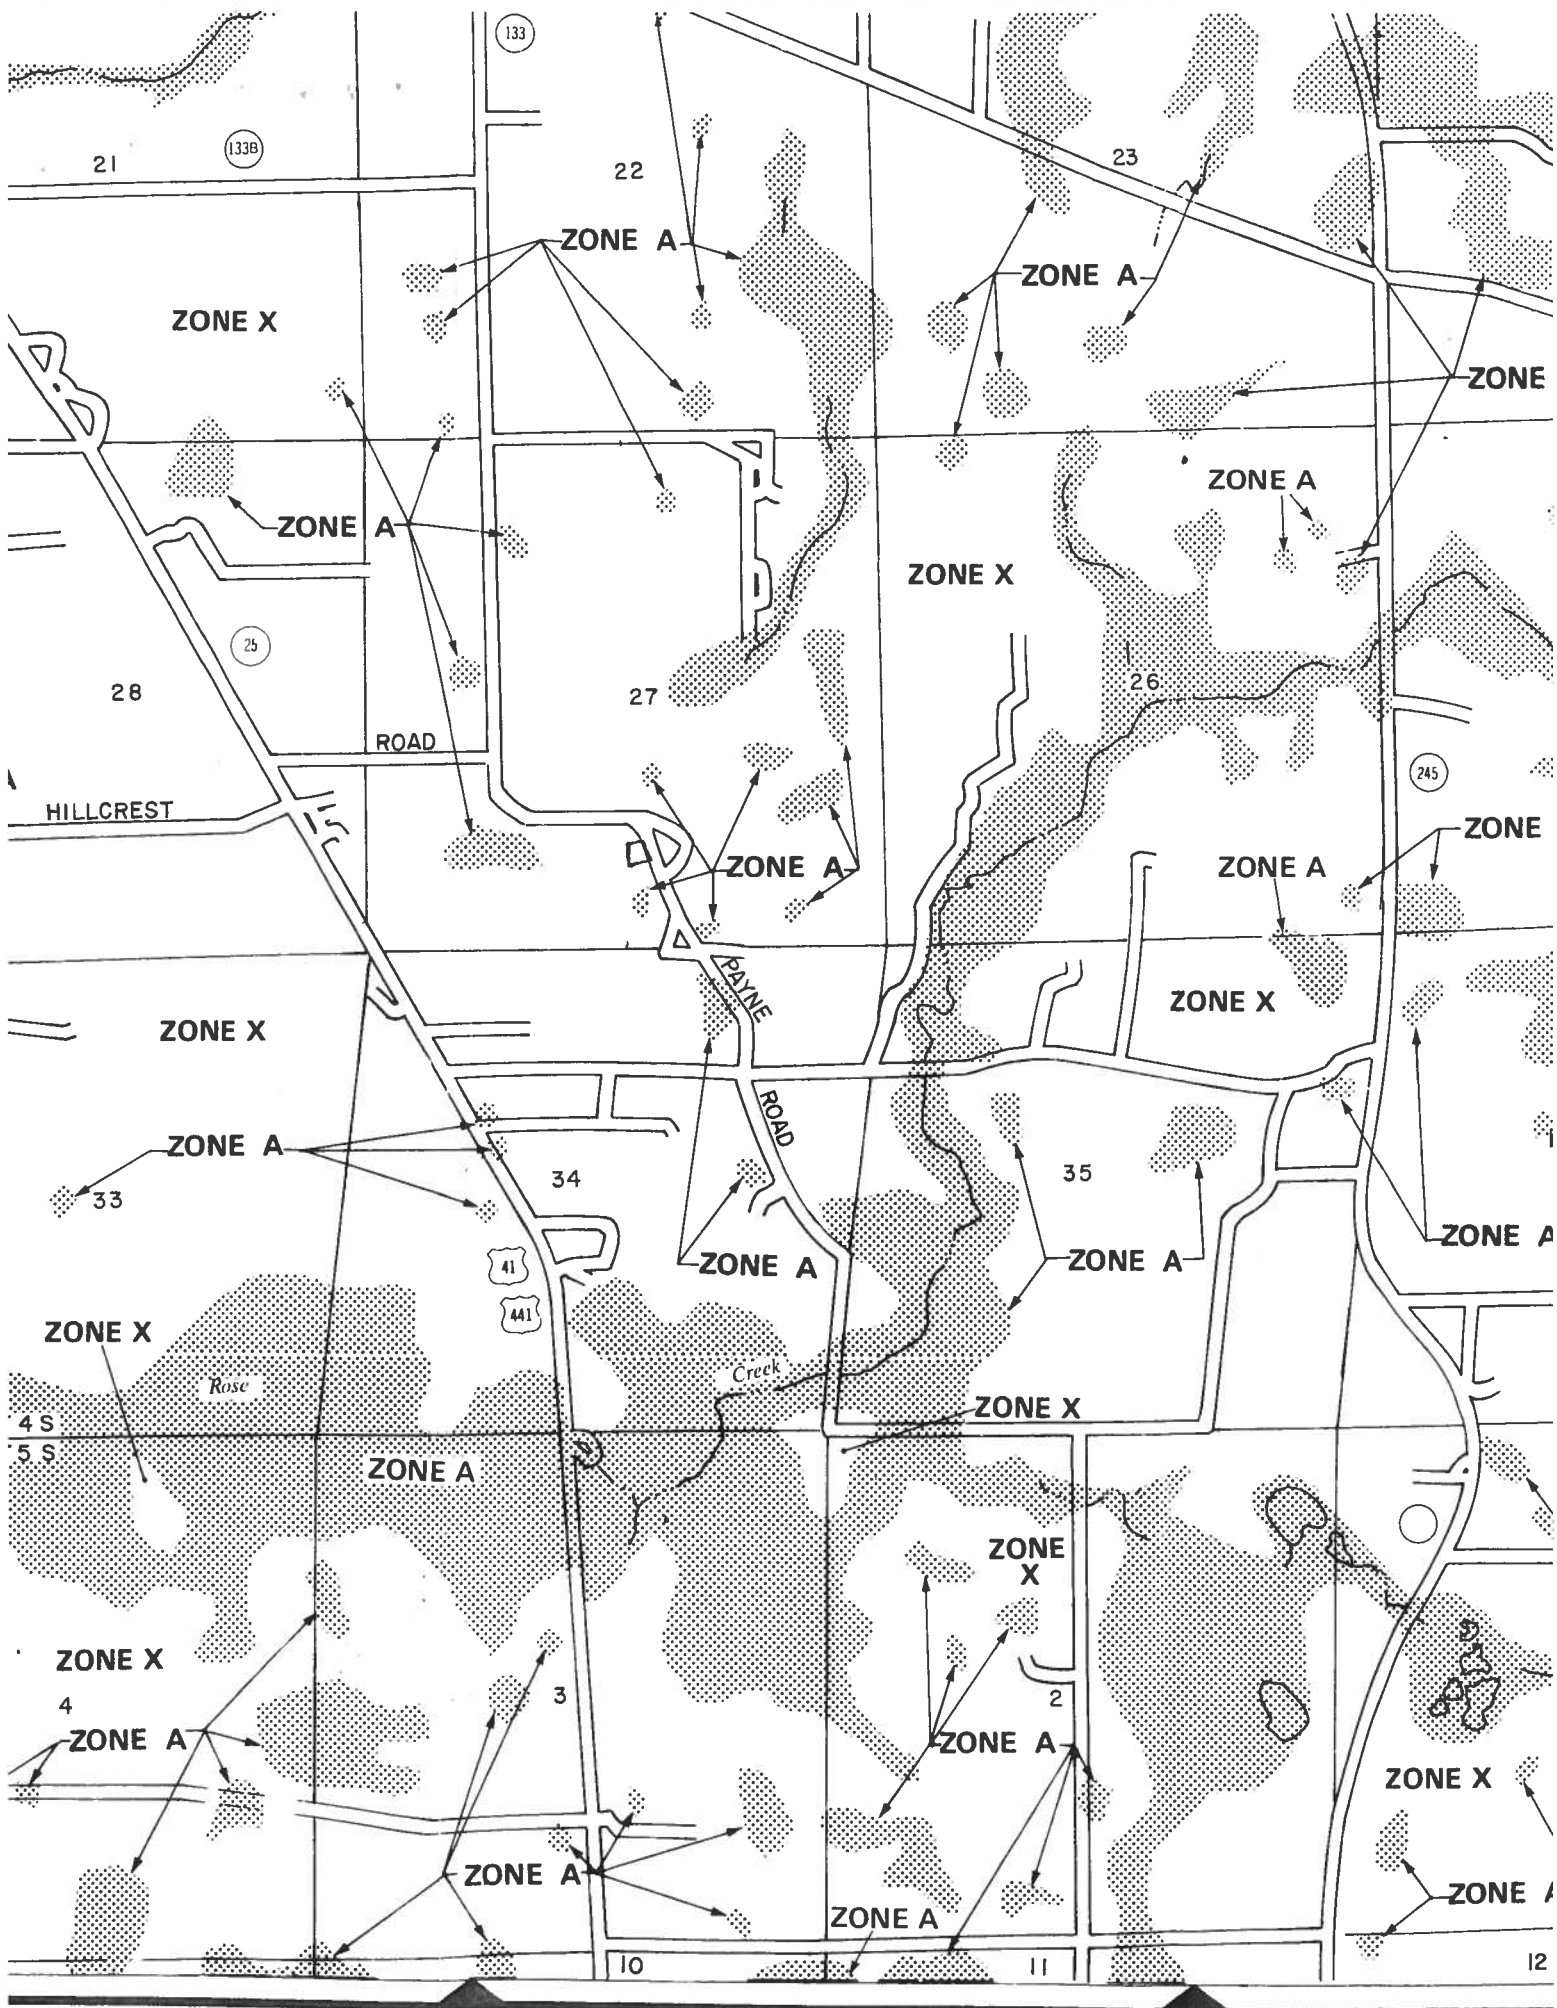 133
133B
21
22
23
ZONE A
ZONE A
ZONE X
ZONE
ZONE A
ZONE A
ZONE X
25
28
27
26
ROAD
245
HILLCREST
ZONE
ZONE A
ZONE A
PAYNE
ZONE X
ZONE X
ROAD
ZONE A
34
35
33
ZONE A
ZONE A
ZONE A
41
441
ZONE X
Rose
Creek
ZONE X
4 S
5 S
ZONE A
ZONE
X
ZONE X
4
3
2
ZONE A
ZONE A
ZONE X
ZONE A
ZONE A
ZONE A
10
11
12